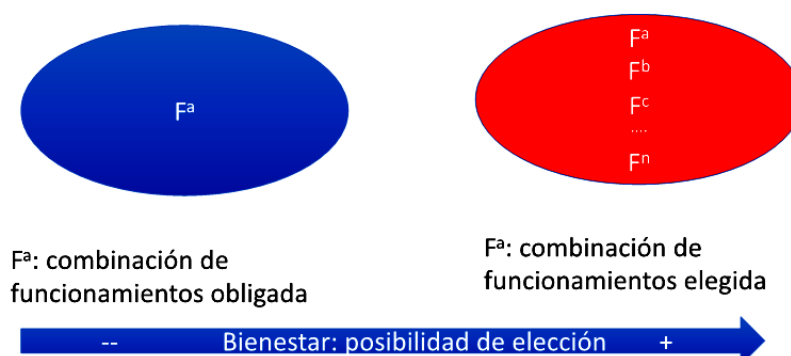 Fᵃ
Fᵃ
Fᵇ
Fᶜ
....
Fⁿ
Fᵃ: combinación de
funcionamientos obligada
Fᵃ: combinación de
funcionamientos elegida
-- Bienestar: posibilidad de elección +